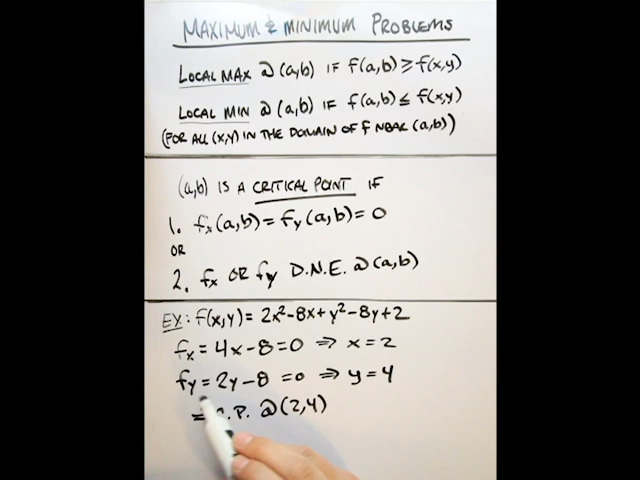 MAXIMUM & MINIMUM PROBLEMS
LOCAL MAX @ (a,b) IF f(a,b) ≥ f(x,y)
LOCAL MIN @ (a,b) IF f(a,b) ≤ f(x,y)
(FOR ALL (x,y) IN THE DOMAIN OF f NEAR (a,b))
(a,b) IS A CRITICAL POINT IF
1. fx(a,b) = fy(a,b) = 0
OR
2. fx OR fy D.N.E. @ (a,b)
EX: f(x,y) = 2x²-8x+y²-8y+2
fx = 4x-8=0 ⇒ x=2
fy = 2y-8 =0 ⇒ y=4
.P. @ (2,4)